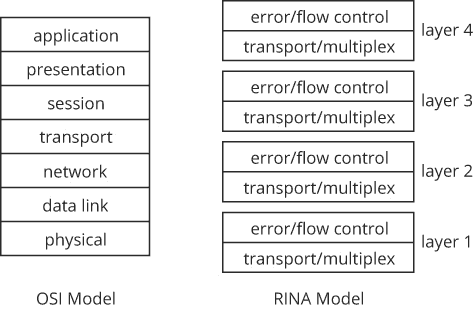 application
presentation
session
transport
network
data link
physical
OSI Model
error/flow control
transport/multiplex
layer 4
error/flow control
transport/multiplex
layer 3
error/flow control
transport/multiplex
layer 2
error/flow control
transport/multiplex
layer 1
RINA Model